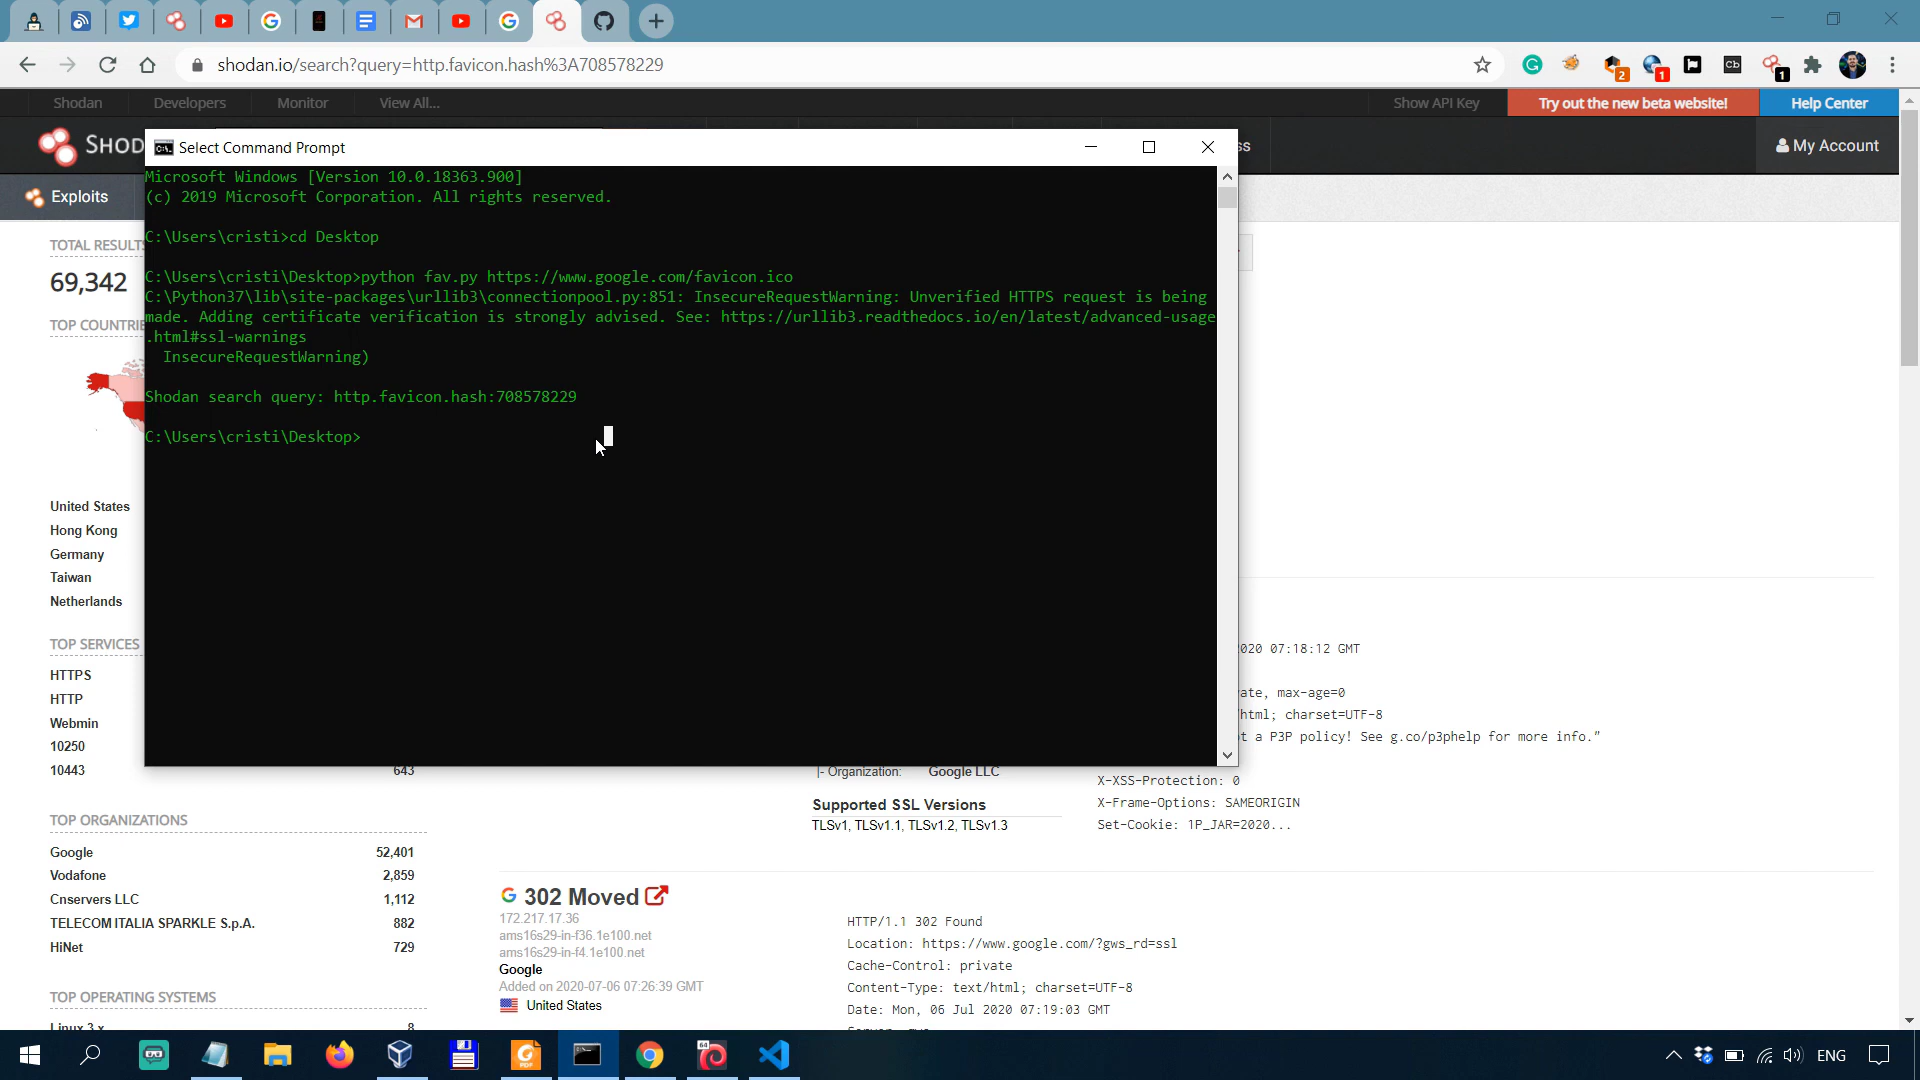 shodan.io/search?query=http.favicon.hash%3A708578229
2
1
Cb
1
Shodan
Developers
Monitor
View All...
Show API Key
Try out the new beta website!
Help Center
SHOD
ss
My Account
Exploits
Select Command Prompt
Microsoft Windows [Version 10.0.18363.900]
(c) 2019 Microsoft Corporation. All rights reserved.
C:\Users\cristi>cd Desktop
C:\Users\cristi\Desktop>python fav.py https://www.google.com/favicon.ico
C:\Python37\lib\site-packages\urllib3\connectionpool.py:851: InsecureRequestWarning: Unverified HTTPS request is being
made. Adding certificate verification is strongly advised. See: https://urllib3.readthedocs.io/en/latest/advanced-usage
.html#ssl-warnings
InsecureRequestWarning)
Shodan search query: http.favicon.hash:708578229
C:\Users\cristi\Desktop>
TOTAL RESULTS
69,342
TOP COUNTRIE
United States
Hong Kong
Germany
Taiwan
Netherlands
TOP SERVICES
HTTPS
HTTP
Webmin
10250
10443 643
TOP ORGANIZATIONS
Google 52,401
Vodafone 2,859
Cnservers LLC 1,112
TELECOM ITALIA SPARKLE S.p.A. 882
HiNet 729
TOP OPERATING SYSTEMS
Linux 3.x 8
020 07:18:12 GMT
ate, max-age=0
html; charset=UTF-8
t a P3P policy! See g.co/p3phelp for more info."
X-XSS-Protection: 0
X-Frame-Options: SAMEORIGIN
Set-Cookie: 1P_JAR=2020...
|- Organization: Google LLC
Supported SSL Versions
TLSv1, TLSv1.1, TLSv1.2, TLSv1.3
302 Moved
172.217.17.36
ams16s29-in-f36.1e100.net
ams16s29-in-f4.1e100.net
Google
Added on 2020-07-06 07:26:39 GMT
United States
HTTP/1.1 302 Found
Location: https://www.google.com/?gws_rd=ssl
Cache-Control: private
Content-Type: text/html; charset=UTF-8
Date: Mon, 06 Jul 2020 07:19:03 GMT
PDF
64
ENG